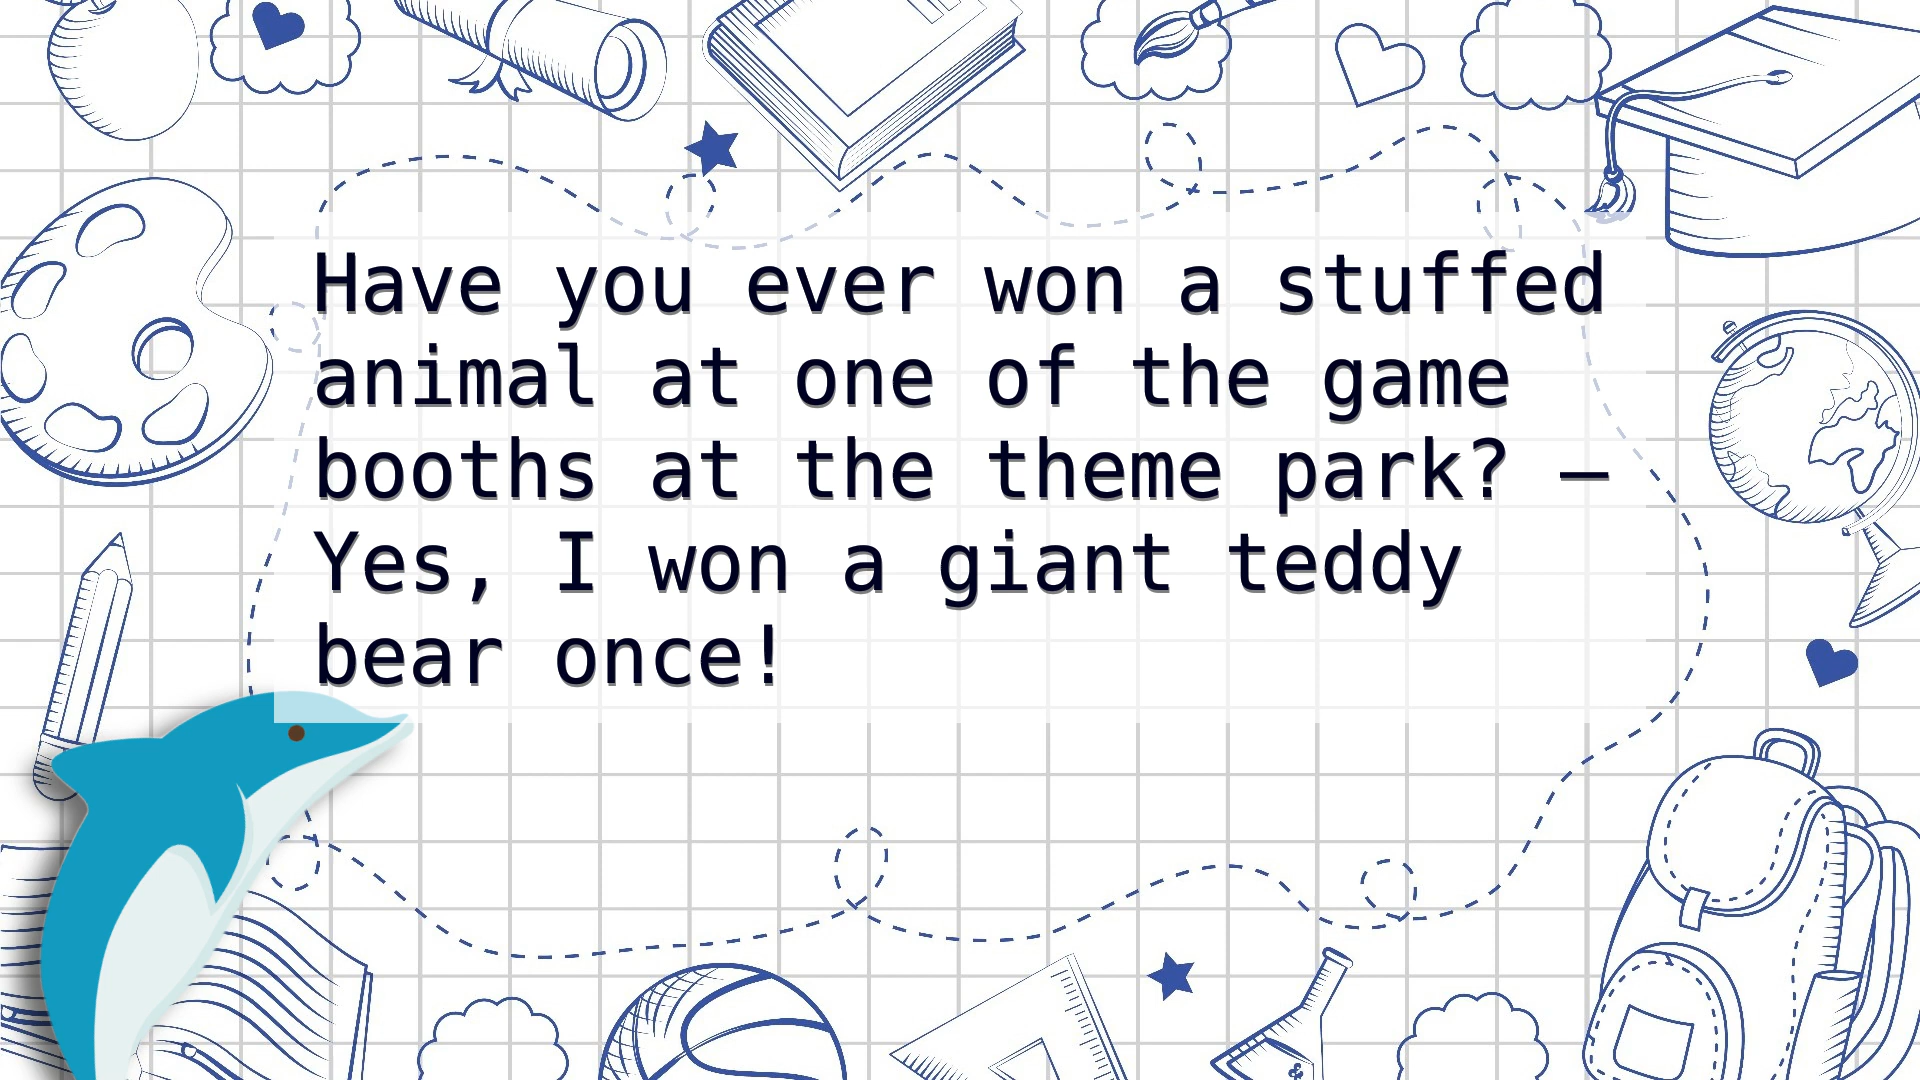 Have you ever won a stuffed
animal at one of the game
booths at the theme park? –
Yes, I won a giant teddy
bear once!